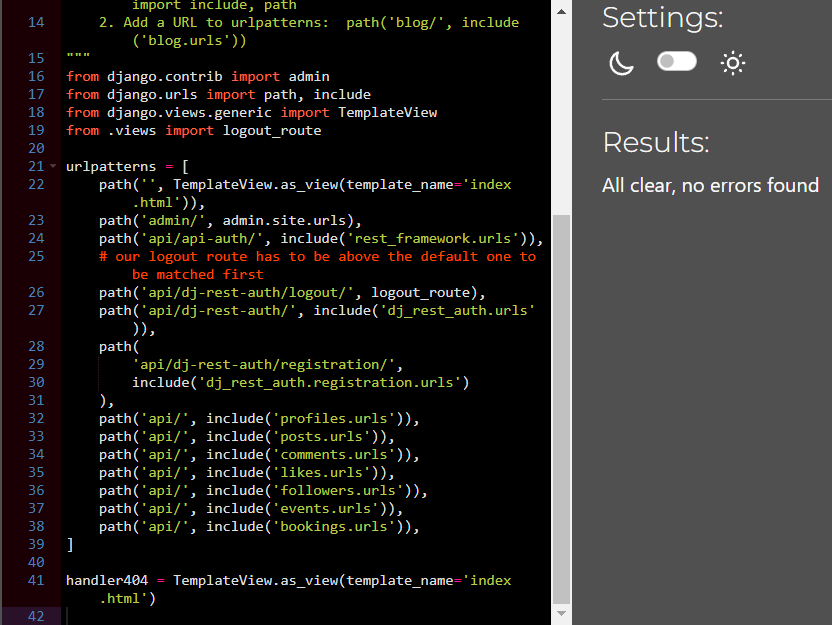 import include, path
14 2. Add a URL to urlpatterns:  path('blog/', include
('blog.urls'))
15 """
16 from django.contrib import admin
17 from django.urls import path, include
18 from django.views.generic import TemplateView
19 from .views import logout_route
20
21 urlpatterns = [
22 path('', TemplateView.as_view(template_name='index
.html')),
23 path('admin/', admin.site.urls),
24 path('api/api-auth/', include('rest_framework.urls')),
25 # our logout route has to be above the default one to
be matched first
26 path('api/dj-rest-auth/logout/', logout_route),
27 path('api/dj-rest-auth/', include('dj_rest_auth.urls'
)),
28 path(
29 'api/dj-rest-auth/registration/',
30 include('dj_rest_auth.registration.urls')
31 ),
32 path('api/', include('profiles.urls')),
33 path('api/', include('posts.urls')),
34 path('api/', include('comments.urls')),
35 path('api/', include('likes.urls')),
36 path('api/', include('followers.urls')),
37 path('api/', include('events.urls')),
38 path('api/', include('bookings.urls')),
39 ]
40
41 handler404 = TemplateView.as_view(template_name='index
.html')
42
Settings:
Results:
All clear, no errors found